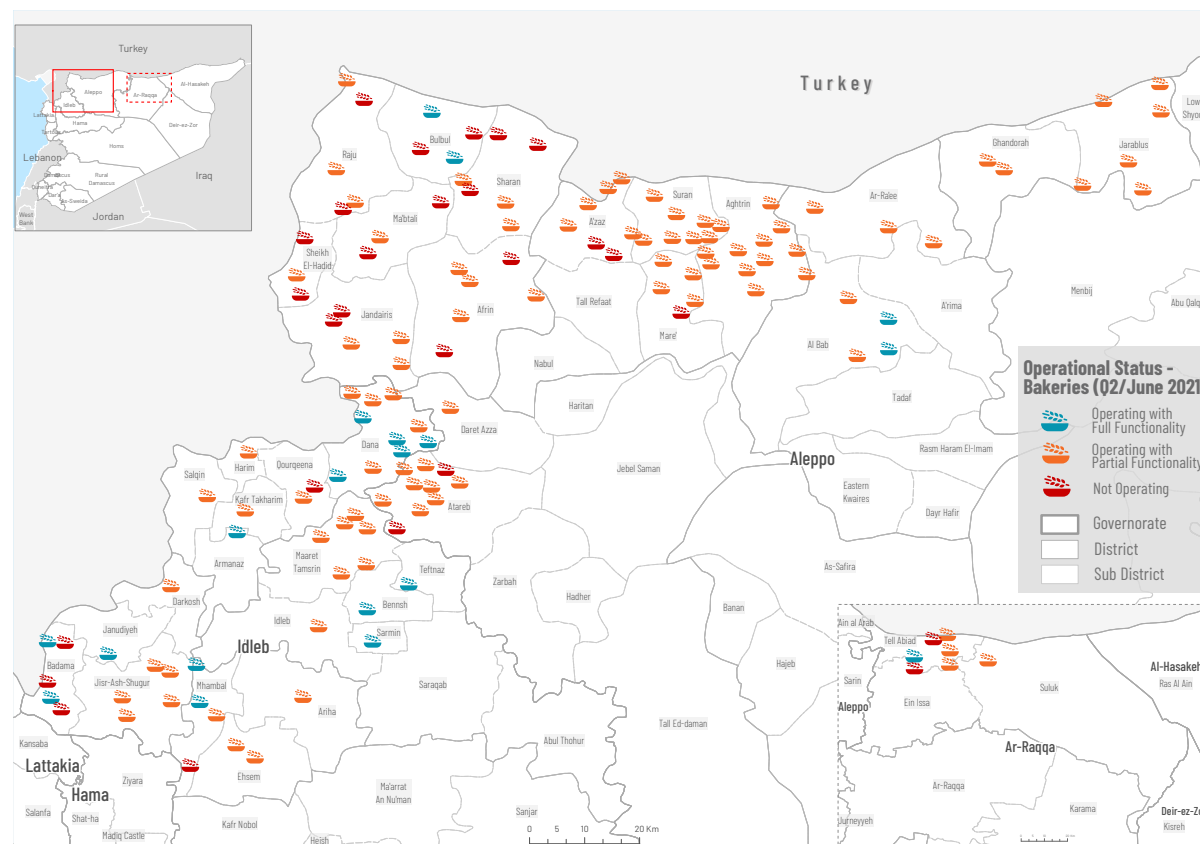 Turkey
Aleppo
Ar-Raqqa
Al-Hasakeh
Idleb
Lattakia
Hama
Tartous
Homs
Deir-ez-Zor
Lebanon
Damascus
Rural
Damascus
Quneitra
Dar'a
As-Sweida
Iraq
West
Bank
Jordan
Turkey
Raju
Bulbul
Sharan
Ma'btali
Sheikh
El-Hadid
Jandairis
Afrin
A'zaz
Suran
Aghtrin
Ar-Raiee
Ghandorah
Jarablus
Low
Shyo
Tall Refaat
Mare'
Nabul
Al Bab
A'rima
Menbij
Abu Qalq
Tadaf
Haritan
Daret Azza
Dana
Jebel Saman
Aleppo
Rasm Haram El-Imam
Eastern
Kwaires
Dayr Hafir
As-Safira
Salqin
Harim
Qourqeena
Kafr Takharim
Atareb
Armanaz
Maaret
Tamsrin
Teftnaz
Zarbah
Hadher
Banan
Hajeb
Darkosh
Janudiyeh
Idleb
Bennsh
Sarmin
Idleb
Badama
Jisr-Ash-Shugur
Mhambal
Ariha
Saraqab
Tall Ed-daman
Abul Thohur
Ehsem
Kansaba
Lattakia
Hama
Ziyara
Salanfa
Shat-ha
Madiq Castle
Kafr Nobol
Ma'arrat
An Nu'man
Heish
Sanjar
0 5 10 20 Km
Operational Status -
Bakeries (Q2/June 2021
Operating with
Full Functionality
Operating with
Partial Functionality
Not Operating
Governorate
District
Sub District
Ain al Arab
Tell Abiad
Sarin
Aleppo
Ein Issa
Suluk
Al-Hasakeh
Ras Al Ain
Ar-Raqqa
Ar-Raqqa
Karama
Jurneyyeh
Deir-ez-Zo
Kisreh